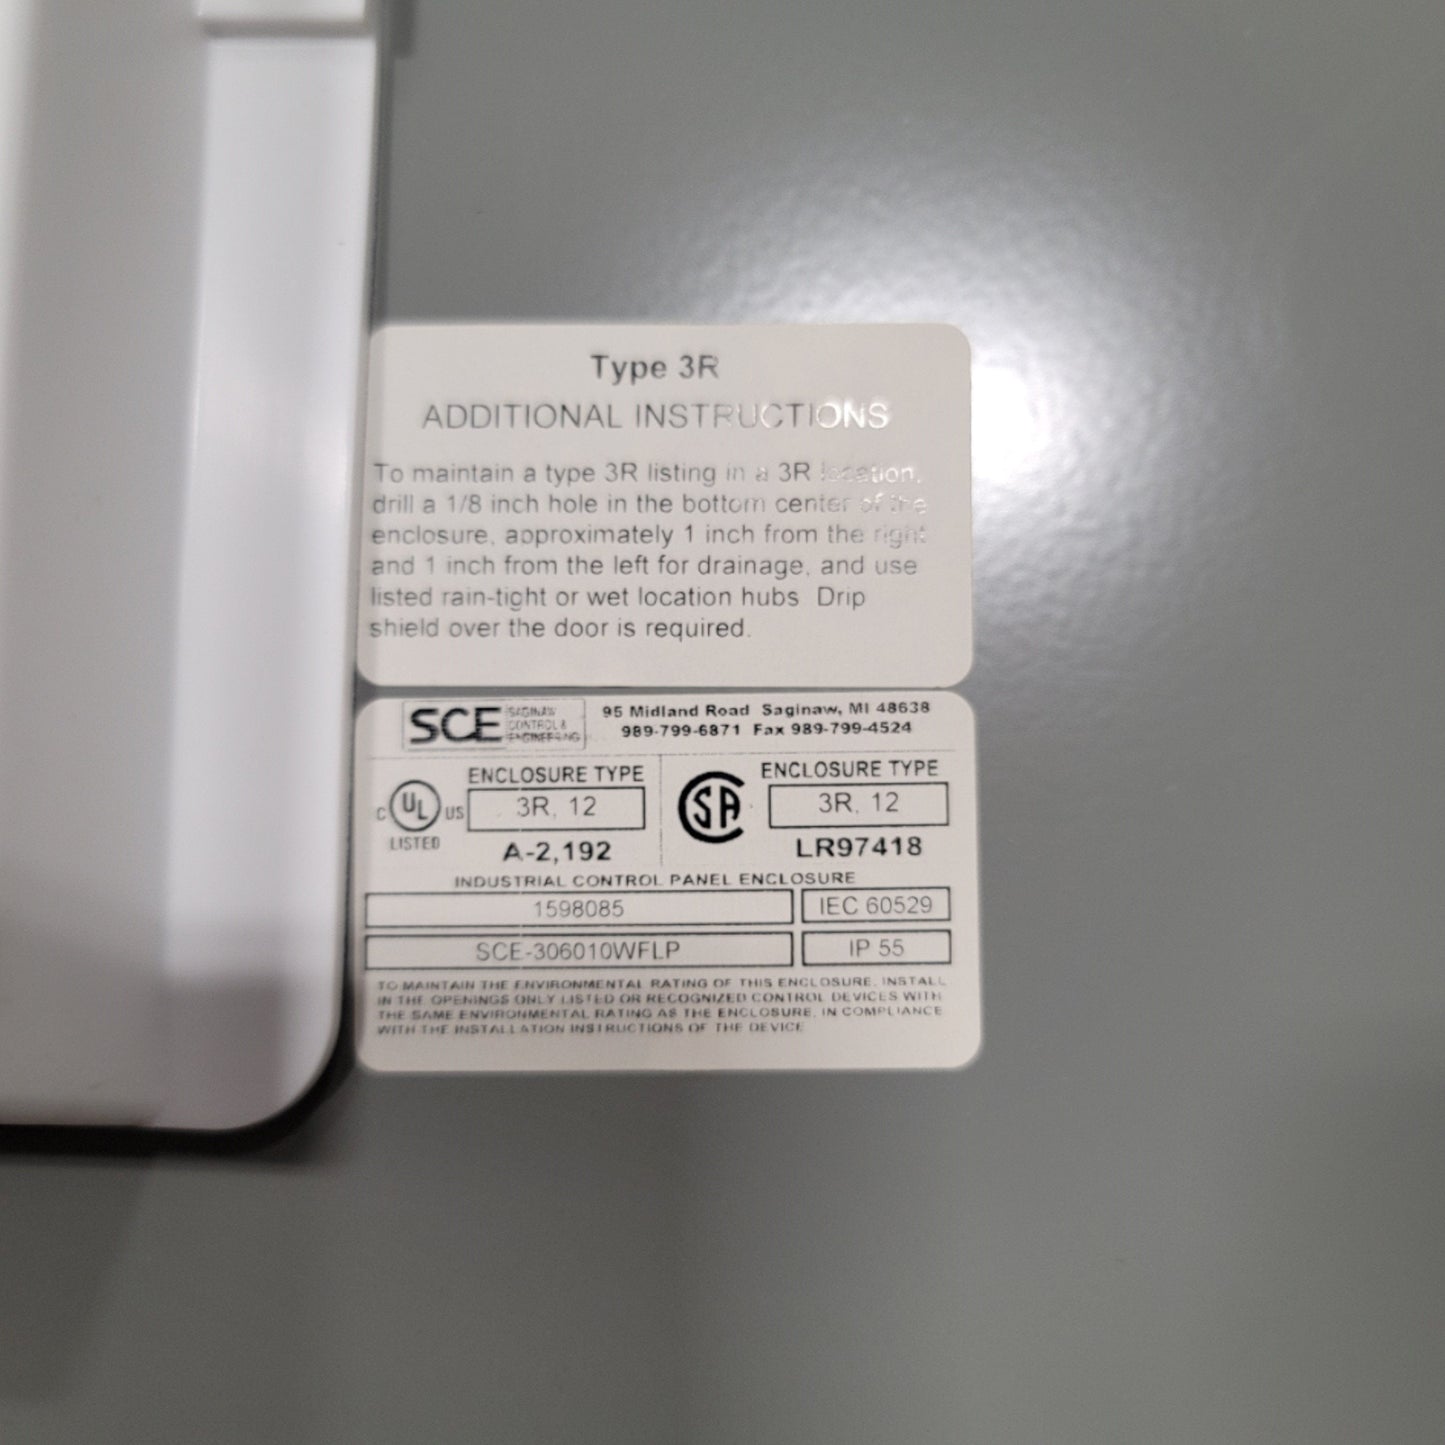 Type 3R
ADDITIONAL INSTRUCTIONS
To maintain a type 3R listing in a 3R location,
drill a 1/8 inch hole in the bottom center of the
enclosure, approximately 1 inch from the right
and 1 inch from the left for drainage, and use
listed rain-tight or wet location hubs Drip
shield over the door is required.
SCE SAGINAW CONTROL & ENGINEERING
95 Midland Road Saginaw, MI 48638
989-799-6871 Fax 989-799-4524
C UL US LISTED
ENCLOSURE TYPE
3R, 12
A-2,192
SA
ENCLOSURE TYPE
3R, 12
LR97418
INDUSTRIAL CONTROL PANEL ENCLOSURE
1598085 IEC 60529
SCE-306010WFLP IP 55
TO MAINTAIN THE ENVIRONMENTAL RATING OF THIS ENCLOSURE, INSTALL
IN THE OPENINGS ONLY LISTED OR RECOGNIZED CONTROL DEVICES WITH
THE SAME ENVIRONMENTAL RATING AS THE ENCLOSURE, IN COMPLIANCE
WITH THE INSTALLATION INSTRUCTIONS OF THE DEVICE